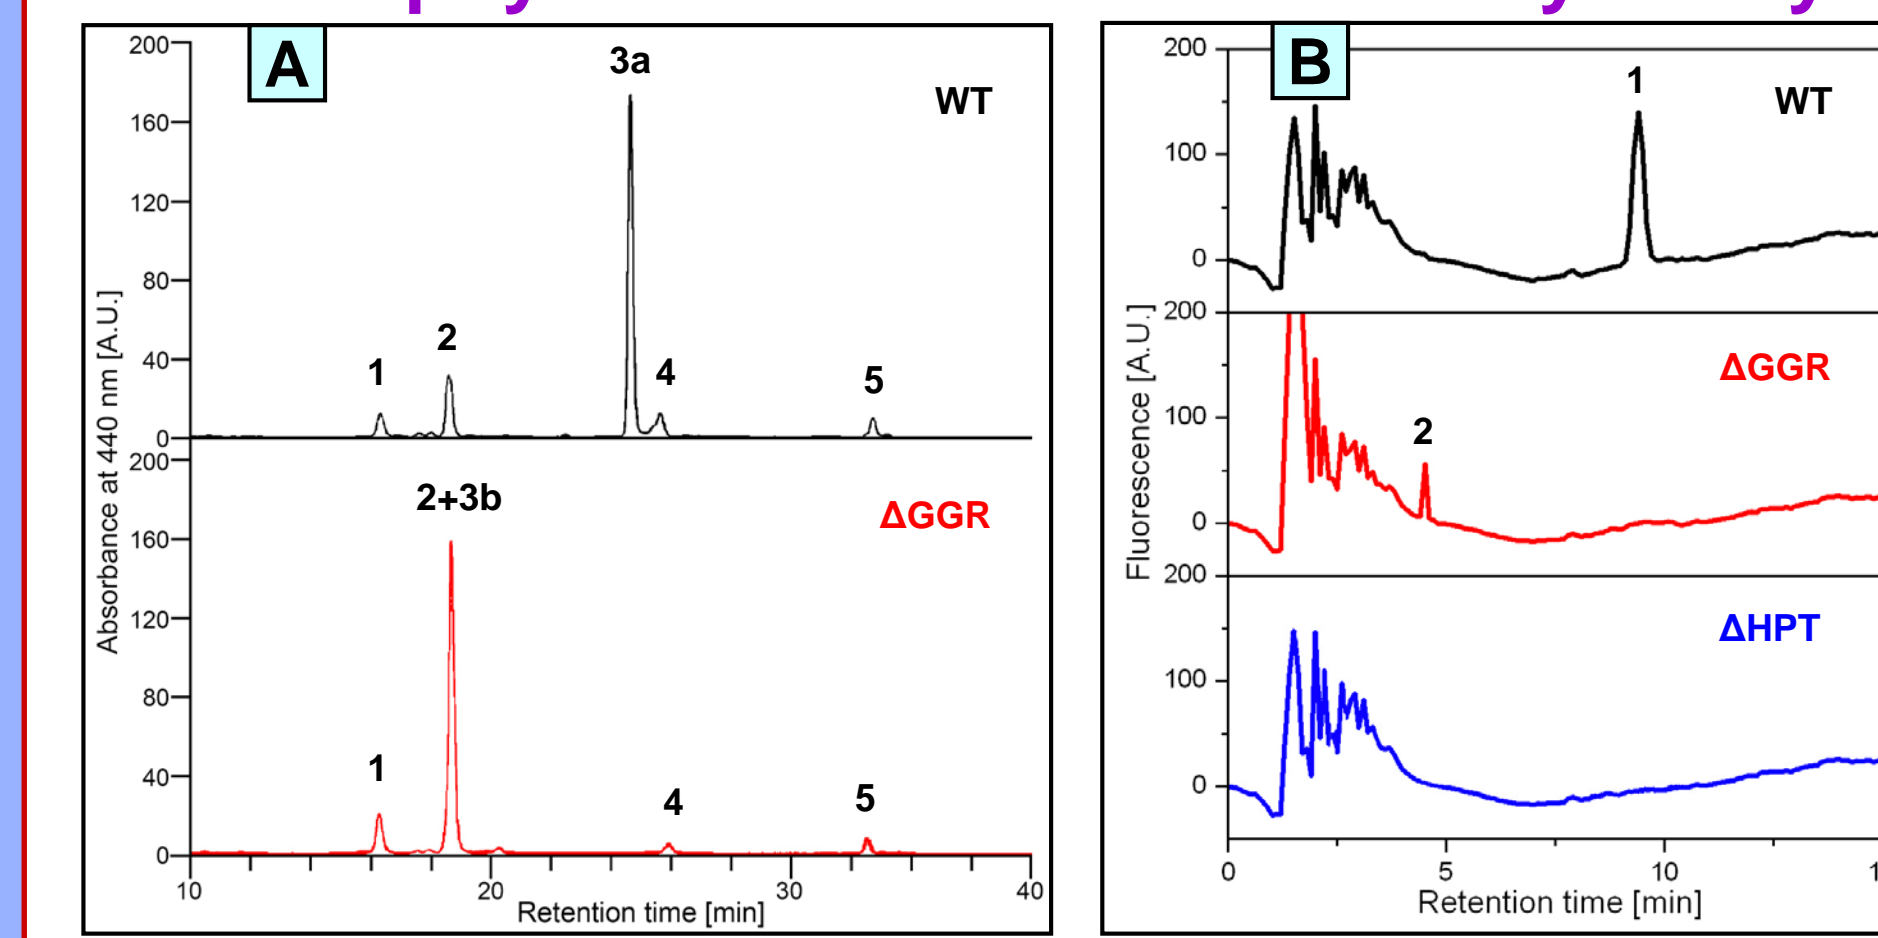 A
WT
200
160
120
80
40
0
1
2
3a
4
5
Absorbance at 440 nm [A.U.]
ΔGGR
200
160
120
80
40
0
1
2+3b
4
5
10
20
30
40
Retention time [min]
B
WT
200
100
0
1
Fluorescence [A.U.]
ΔGGR
200
100
0
2
ΔHPT
200
100
0
0
5
10
Retention time [min]